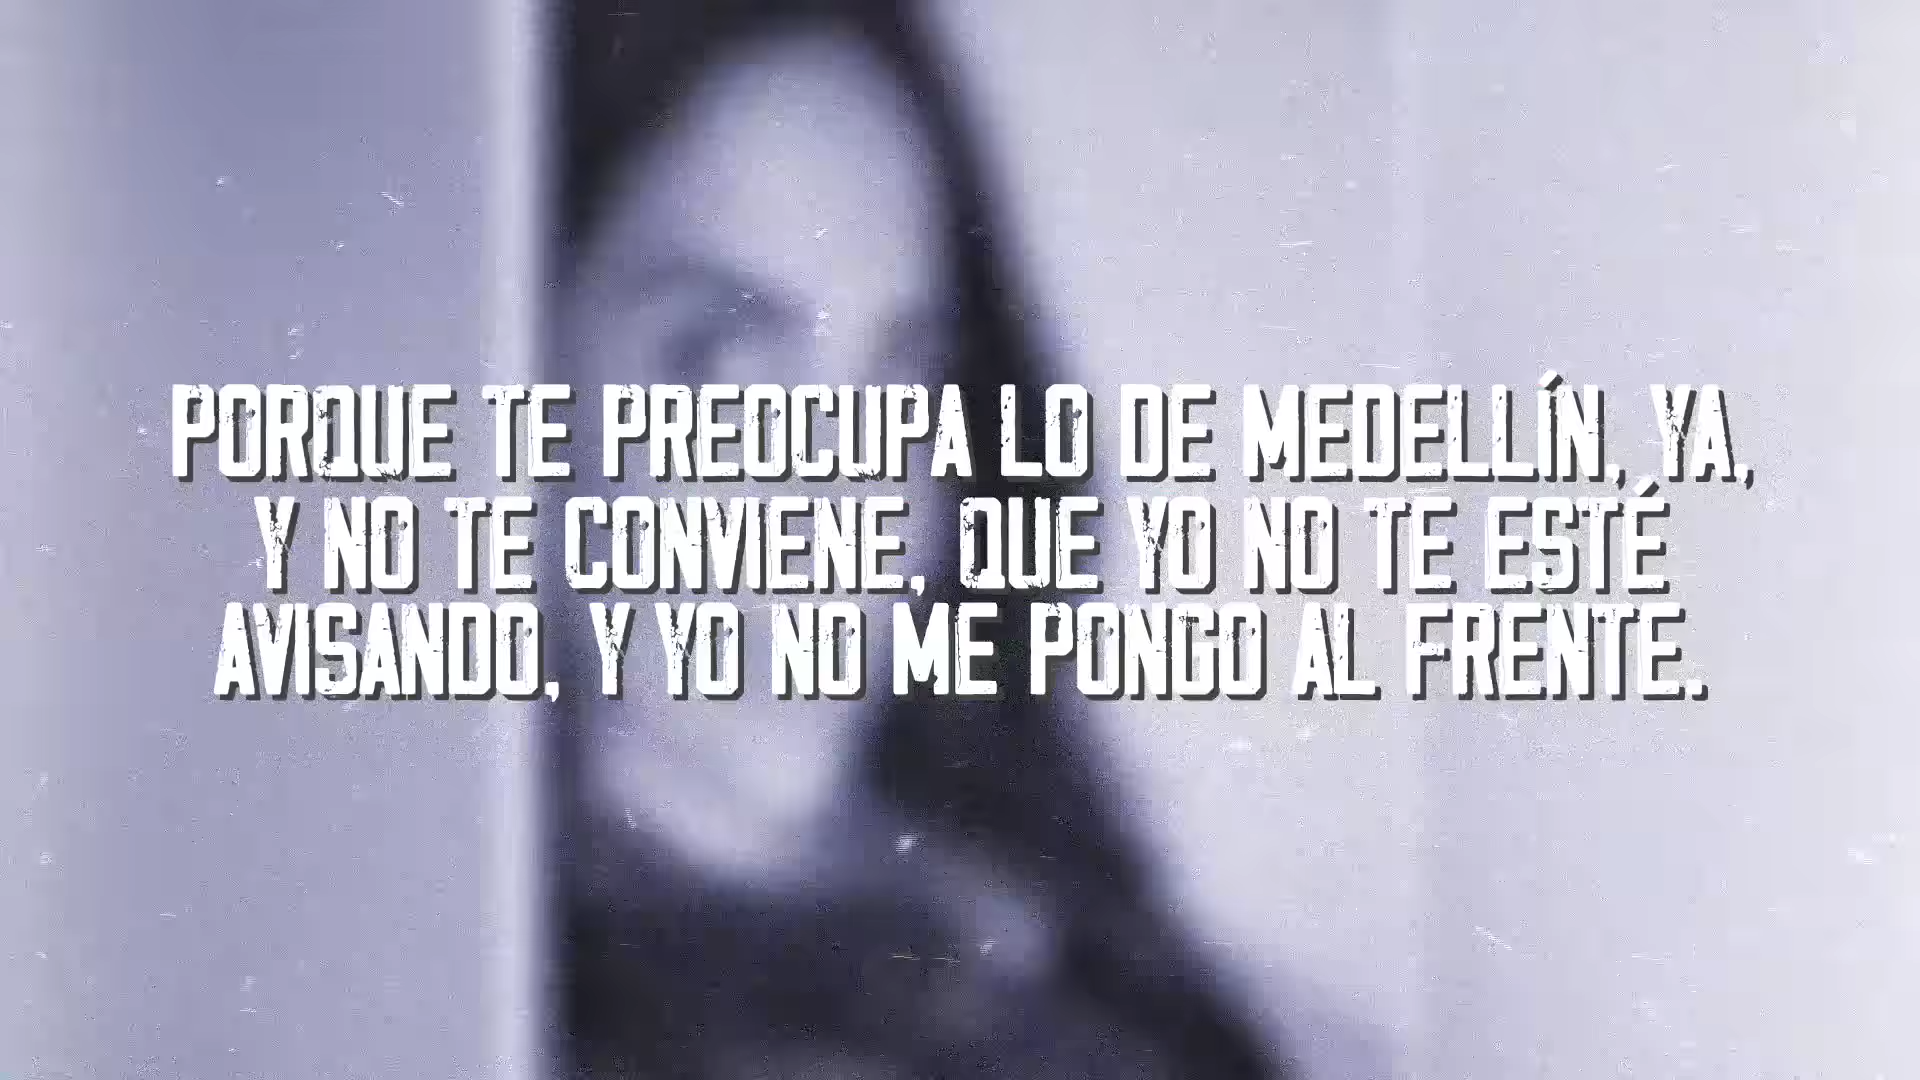 PORQUE TE PREOCUPA LO DE MEDELLÍN, YA,
Y NO TE CONVIENE, QUE YO NO TE ESTÉ
AVISANDO, Y YO NO ME PONGO AL FRENTE.